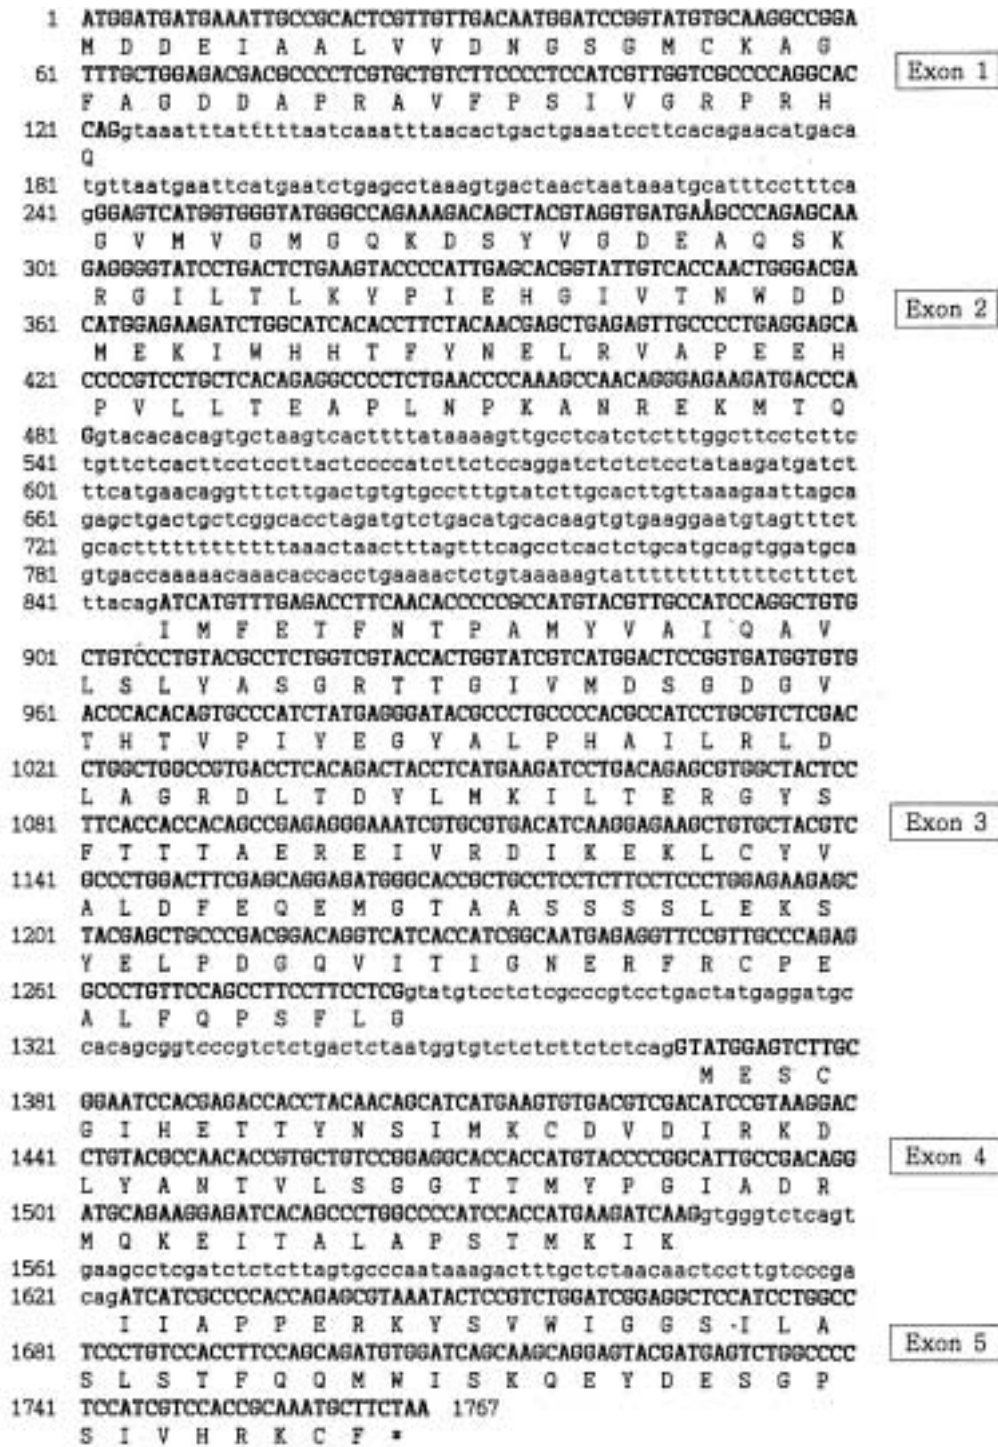 1 ATGGATGATGAAATTGCCGCACTCGTTGTTGACAATGGATCCGGTATGTGCAAGGCCGGA
M D D E I A A L V V D N G S G M C K A G
61 TTTGCTGGAGACGACGCCCCTCGTGCTGTCTTCCCCTCCATCGTTGGTCGCCCCAGGCAC
Exon 1
F A G D D A P R A V F P S I V G R P R H
121 CAGgtaaatttatttttaatcaaatttaacactgactgaaatccttcacagaacatgaca
Q
181 tgttaatgaattcatgaatctgagcctaaagtgactaactaataaatgcatttcctttca
241 gGGAGTCATGGTGGGTATGGGCCAGAAAGACAGCTACGTAGGTGATGAAGCCCAGAGCAA
G V M V G M G Q K D S Y V G D E A Q S K
301 GAGGGGTATCCTGACTCTGAAGTACCCCATTGAGCACGGTATTGTCACCAACTGGGACGA
R G I L T L K Y P I E H G I V T N W D D
Exon 2
361 CATGGAGAAGATCTGGCATCACACCTTCTACAACGAGCTGAGAGTTGCCCCTGAGGAGCA
M E K I W H H T F Y N E L R V A P E E H
421 CCCCGTCCTGCTCACAGAGGCCCCTCTGAACCCCAAAGCCAACAGGGAGAAGATGACCCA
P V L L T E A P L N P K A N R E K M T Q
481 Ggtacacacagtgctaagtcacttttataaaagttgcctcatctctttggcttcctcttc
541 tgttctcacttcctccttactccccatcttctccaggatctctctcctataagatgatct
601 ttcatgaacaggtttcttgactgtgtgcctttgtatcttgcacttgttaaagaattagca
661 gagctgactgctcggcacctagatgtctgacatgcacaagtgtgaaggaatgtagtttct
721 gcactttttttttttttaaactaactttagtttcagcctcactctgcatgcagtggatgca
781 gtgaccaaaaacaaacaccacctgaaaactctgtaaaaagtatttttttttttttctttct
841 ttacagATCATGTTTGAGACCTTCAACACCCCCGCCATGTACGTTGCCATCCAGGCTGTG
I M F E T F N T P A M Y V A I Q A V
901 CTGTCCCTGTACGCCTCTGGTCGTACCACTGGTATCGTCATGGACTCCGGTGATGGTGTG
L S L Y A S G R T T G I V M D S G D G V
961 ACCCACACAGTGCCCATCTATGAGGGATACGCCCTGCCCCACGCCATCCTGCGTCTCGAC
T H T V P I Y E G Y A L P H A I L R L D
1021 CTGGCTGGCCGTGACCTCACAGACTACCTCATGAAGATCCTGACAGAGCGTGGCTACTCC
L A G R D L T D Y L M K I L T E R G Y S
1081 TTCACCACCACAGCCGAGAGGGAAATCGTGCGTGACATCAAGGAGAAGCTGTGCTACGTC
Exon 3
F T T T A E R E I V R D I K E K L C Y V
1141 GCCCTGGACTTCGAGCAGGAGATGGGCACCGCTGCCTCCTCTTCCTCCCTGGAGAAGAGC
A L D F E Q E M G T A A S S S S L E K S
1201 TACGAGCTGCCCGACGGACAGGTCATCACCATCGGCAATGAGAGGTTCCGTTGCCCAGAG
Y E L P D G Q V I T I G N E R F R C P E
1261 GCCCTGTTCCAGCCTTCCTTCCTCGgtatgtcctctcgcccgtcctgactatgaggatgc
A L F Q P S F L G
1321 cacagcggtcccgtctctgactctaatggtgtctctcttctctcagGTATGGAGTCTTGC
M E S C
1381 GGAATCCACGAGACCACCTACAACAGCATCATGAAGTGTGACGTCGACATCCGTAAGGAC
G I H E T T Y N S I M K C D V D I R K D
1441 CTGTACGCCAACACCGTGCTGTCCGGAGGCACCACCATGTACCCCGGCATTGCCGACAGG
Exon 4
L Y A N T V L S G G T T M Y P G I A D R
1501 ATGCAGAAGGAGATCACAGCCCTGGCCCCATCCACCATGAAGATCAAGgtgggtctcagt
M Q K E I T A L A P S T M K I K
1561 gaagcctcgatctctcttagtgcccaataaagactttgctctaacaactccttgtcccga
1621 cagATCATCGCCCCACCAGAGCGTAAATACTCCGTCTGGATCGGAGGCTCCATCCTGGCC
I I A P P E R K Y S V W I G G S I L A
Exon 5
1681 TCCCTGTCCACCTTCCAGCAGATGTGGATCAGCAAGCAGGAGTACGATGAGTCTGGCCCC
S L S T F Q Q M W I S K Q E Y D E S G P
1741 TCCATCGTCCACCGCAAATGCTTCTAA 1767
S I V H R K C F *